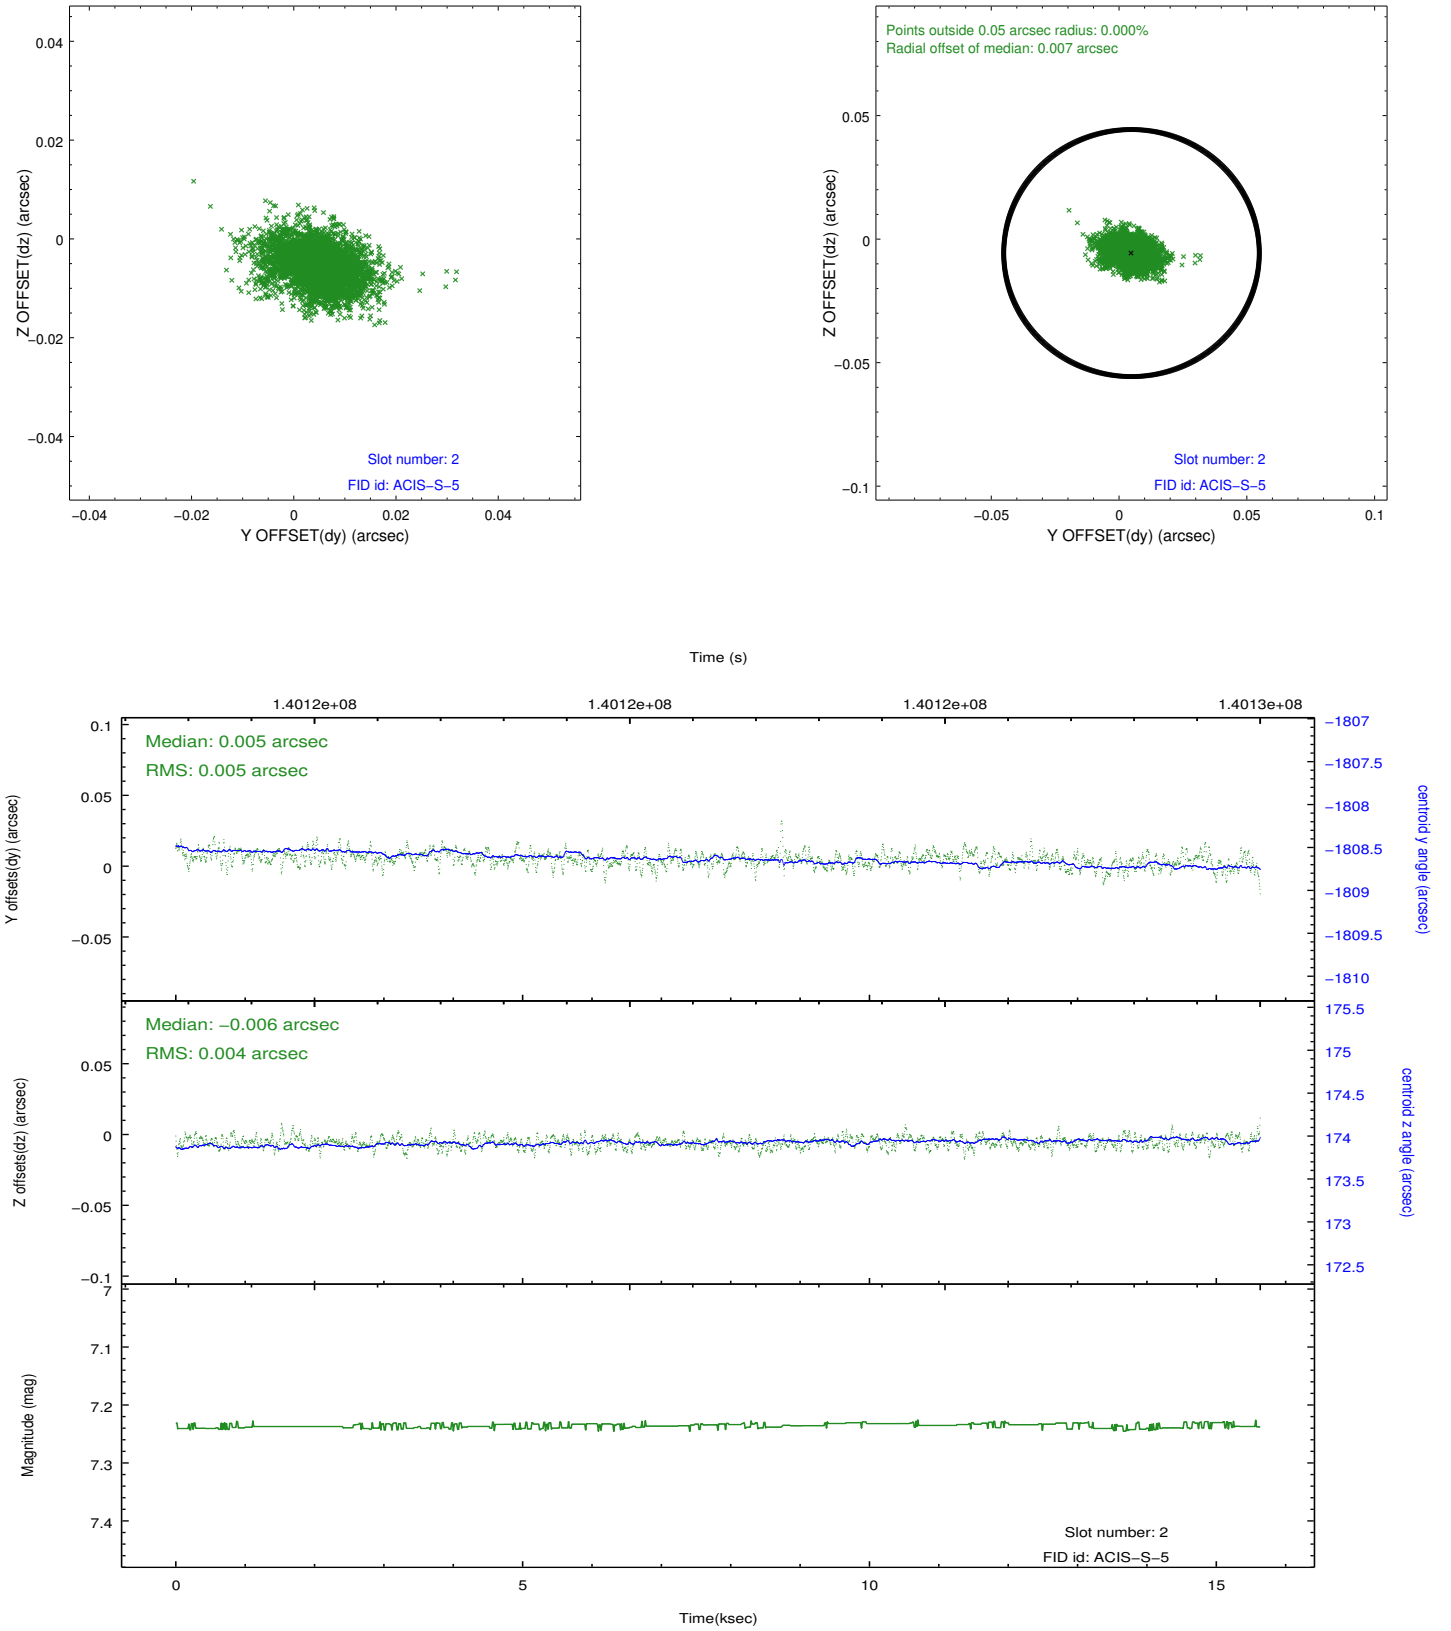 0.04
0.02
0
−0.02
−0.04
Z OFFSET(dz) (arcsec)
Slot number: 2
FID id: ACIS−S−5
−0.04
−0.02
0
0.02
0.04
Y OFFSET(dy) (arcsec)
Points outside 0.05 arcsec radius: 0.000%
Radial offset of median: 0.007 arcsec
0.05
0
−0.05
−0.1
Z OFFSET(dz) (arcsec)
Slot number: 2
FID id: ACIS−S−5
−0.05
0
0.05
0.1
Y OFFSET(dy) (arcsec)
Time (s)
1.4012e+08
1.4012e+08
1.4012e+08
1.4013e+08
Median: 0.005 arcsec
RMS: 0.005 arcsec
0.1
0.05
0
−0.05
Y offsets(dy) (arcsec)
−1807
−1807.5
−1808
−1808.5
−1809
−1809.5
−1810
centroid y angle (arcsec)
Median: −0.006 arcsec
RMS: 0.004 arcsec
0.05
0
−0.05
−0.1
Z offsets(dz) (arcsec)
175.5
175
174.5
174
173.5
173
172.5
centroid z angle (arcsec)
7
7.1
7.2
7.3
7.4
Magnitude (mag)
Slot number: 2
FID id: ACIS−S−5
0
5
10
15
Time(ksec)